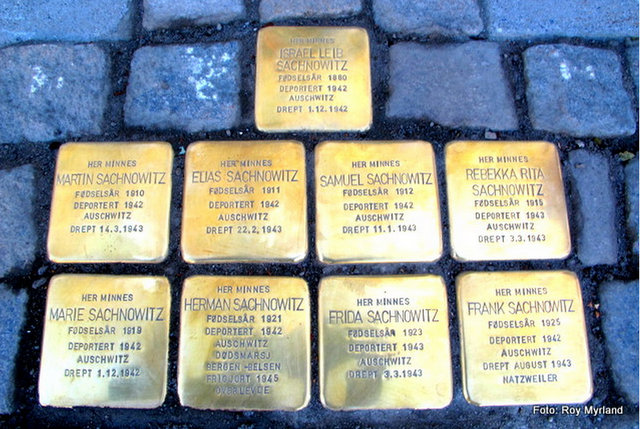 HER MINNES
ISRAEL LEIB
SACHNOWITZ
FØDSELSÅR 1880
DEPORTERT 1942
AUSCHWITZ
DREPT 1.12.1942
HER MINNES
MARTIN SACHNOWITZ
FØDSELSÅR 1910
DEPORTERT 1942
AUSCHWITZ
DREPT 14.3.1943
HER MINNES
ELIAS SACHNOWITZ
FØDSELSÅR 1911
DEPORTERT 1942
AUSCHWITZ
DREPT 22.2.1943
HER MINNES
SAMUEL SACHNOWITZ
FØDSELSÅR 1912
DEPORTERT 1942
AUSCHWITZ
DREPT 11.1.1943
HER MINNES
REBEKKA RITA
SACHNOWITZ
FØDSELSÅR 1915
DEPORTERT 1943
AUSCHWITZ
DREPT 3.3.1943
HER MINNES
MARIE SACHNOWITZ
FØDSELSÅR 1919
DEPORTERT 1942
AUSCHWITZ
DREPT 1.12.1942
HER MINNES
HERMAN SACHNOWITZ
FØDSELSÅR 1921
DEPORTERT 1942
AUSCHWITZ
DØDSMARSJ
BERGEN-BELSEN
FRIGJORT 1945
OVERLEVDE
HER MINNES
FRIDA SACHNOWITZ
FØDSELSÅR 1923
DEPORTERT 1943
AUSCHWITZ
DREPT 3.3.1943
HER MINNES
FRANK SACHNOWITZ
FØDSELSÅR 1925
DEPORTERT 1942
AUSCHWITZ
DREPT AUGUST 1943
NATZWEILER
Foto: Roy Myrland